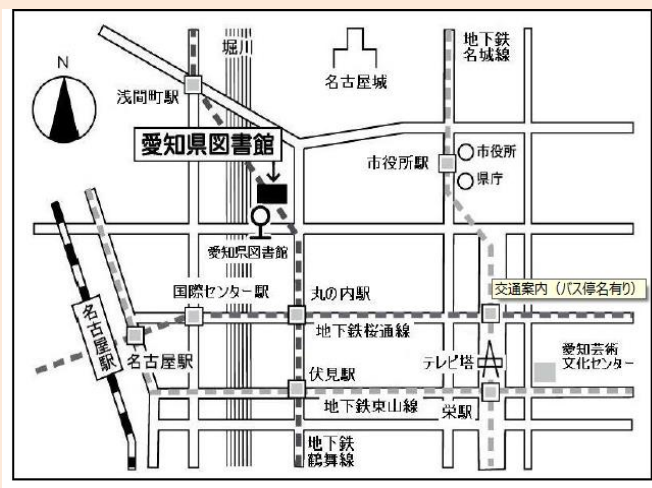 地下鉄
名城線
堀川
N
名古屋城
浅間町駅
愛知県図書館
市役所駅
市役所
県庁
愛知県図書館
国際センター駅
丸の内駅
交通案内（バス停名有り）
名古屋駅
地下鉄桜通線
名古屋駅
テレビ塔
愛知芸術
文化センター
伏見駅
地下鉄東山線
栄駅
地下鉄
鶴舞線